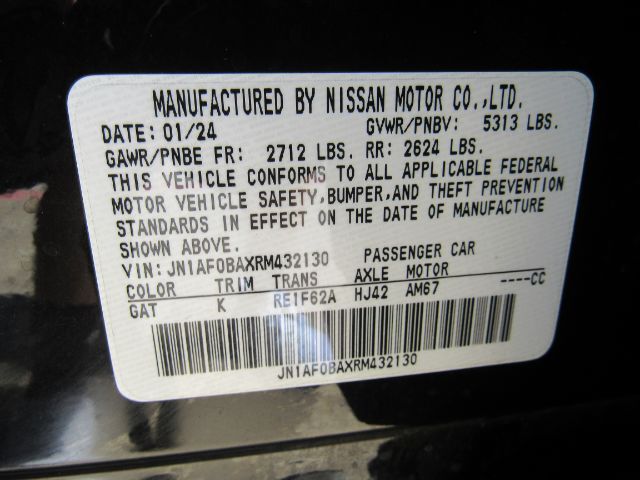 MANUFACTURED BY NISSAN MOTOR CO.,LTD.
DATE: 01/24 GVWR/PNBV: 5313 LBS.
GAWR/PNBE FR: 2712 LBS. RR: 2624 LBS.
THIS VEHICLE CONFORMS TO ALL APPLICABLE FEDERAL
MOTOR VEHICLE SAFETY,BUMPER,AND THEFT PREVENTION
STANDARDS IN EFFECT ON THE DATE OF MANUFACTURE
SHOWN ABOVE.
VIN: JN1AF0BAXRM432130 PASSENGER CAR
COLOR TRIM TRANS AXLE MOTOR ----CC
GAT K RE1F62A HJ42 AM67
JN1AF0BAXRM432130